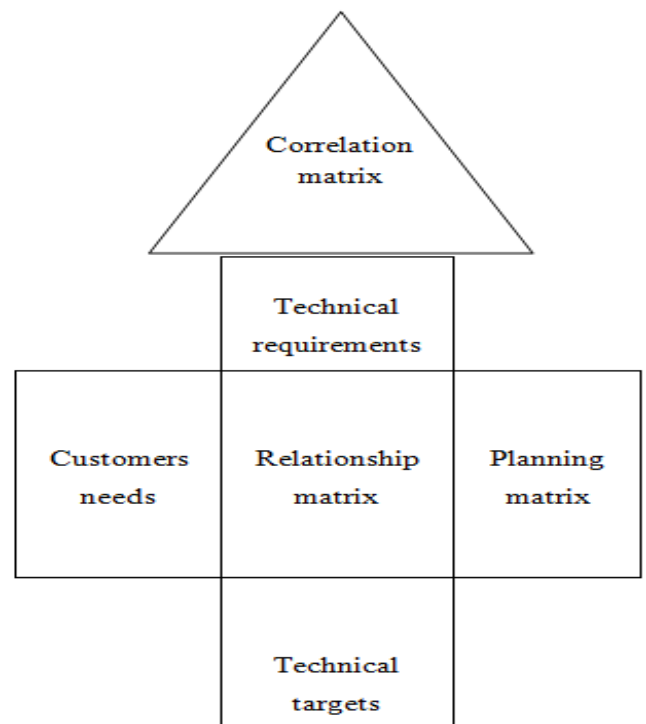 Correlation
matrix
Technical
requirements
Customers
needs
Relationship
matrix
Planning
matrix
Technical
targets